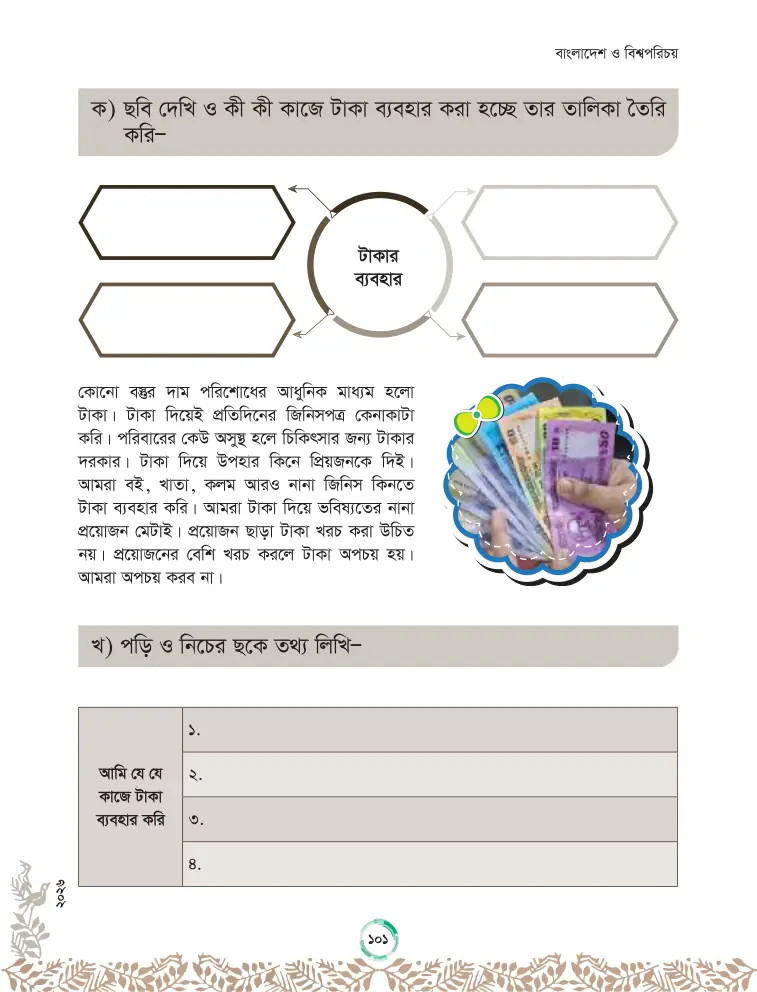 বাংলাদেশ ও বিশ্বপরিচয়
ক) ছবি দেখি ও কী কী কাজে টাকা ব্যবহার করা হচ্ছে তার তালিকা তৈরি
করি–
টাকার
ব্যবহার
কোনো বস্তুর দাম পরিশোধের আধুনিক মাধ্যম হলো
টাকা। টাকা দিয়েই প্রতিদিনের জিনিসপত্র কেনাকাটা
করি। পরিবারের কেউ অসুস্থ হলে চিকিৎসার জন্য টাকার
দরকার। টাকা দিয়ে উপহার কিনে প্রিয়জনকে দিই।
আমরা বই, খাতা, কলম আরও নানা জিনিস কিনতে
টাকা ব্যবহার করি। আমরা টাকা দিয়ে ভবিষ্যতের নানা
প্রয়োজন মেটাই। প্রয়োজন ছাড়া টাকা খরচ করা উচিত
নয়। প্রয়োজনের বেশি খরচ করলে টাকা অপচয় হয়।
আমরা অপচয় করব না।
খ) পড়ি ও নিচের ছকে তথ্য লিখি–
আমি যে যে
কাজে টাকা
ব্যবহার করি
১.
২.
৩.
৪.
২০২৬
১০১